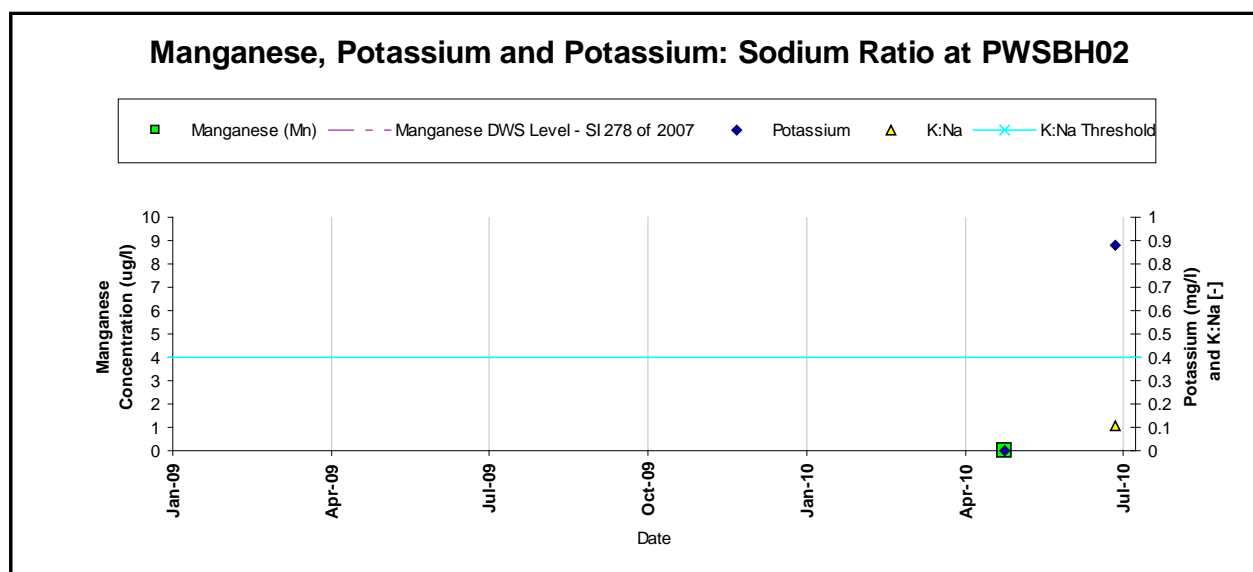 Manganese, Potassium and Potassium: Sodium Ratio at PWSBH02
Manganese (Mn) Manganese DWS Level - SI 278 of 2007 Potassium K:Na K:Na Threshold
Manganese
Concentration (ug/l)
10
9
8
7
6
5
4
3
2
1
0
1
0.9
0.8
0.7
0.6
0.5
0.4
0.3
0.2
0.1
0
Potassium (mg/l)
and K:Na [-]
Jan-09 Apr-09 Jul-09 Oct-09 Jan-10 Apr-10 Jul-10
Date